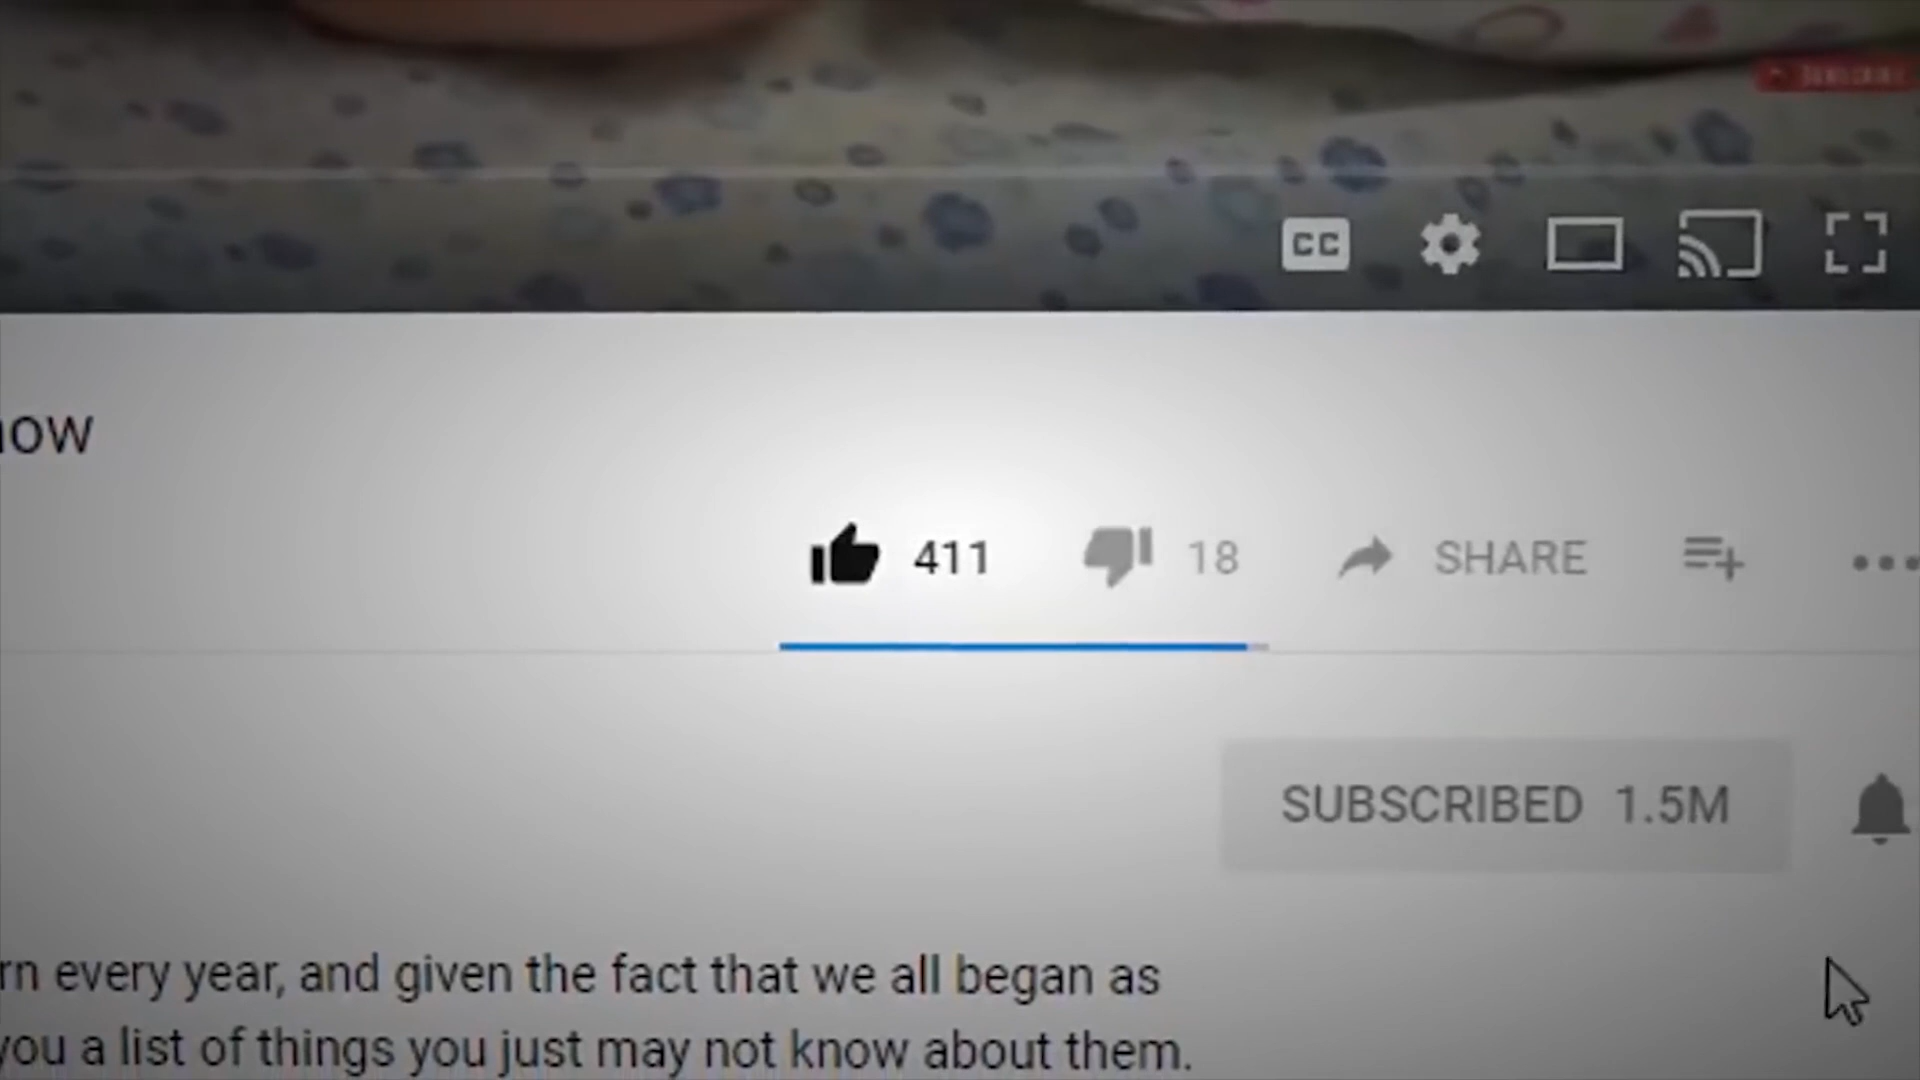 CC
now
411 18 SHARE
SUBSCRIBED 1.5M
rn every year, and given the fact that we all began as
you a list of things you just may not know about them.